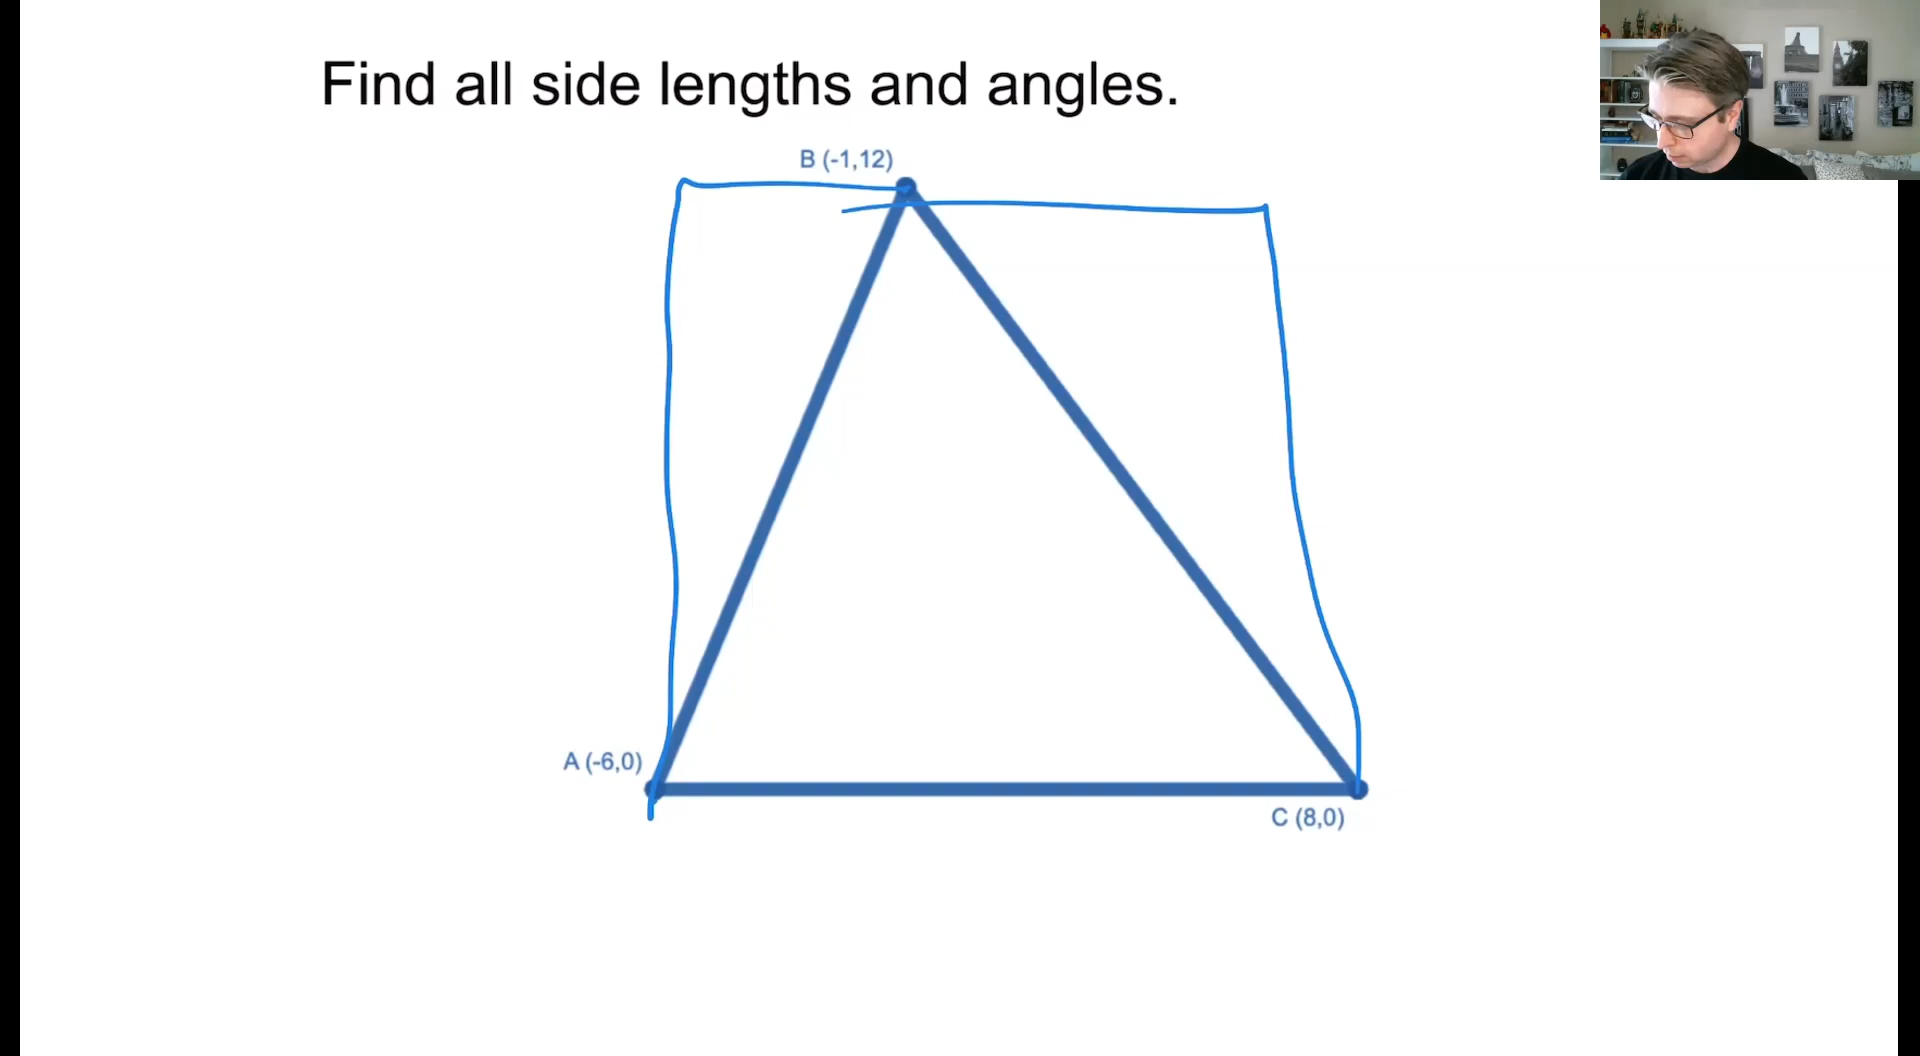 Find all side lengths and angles.
B (-1,12)
A (-6,0)
C (8,0)